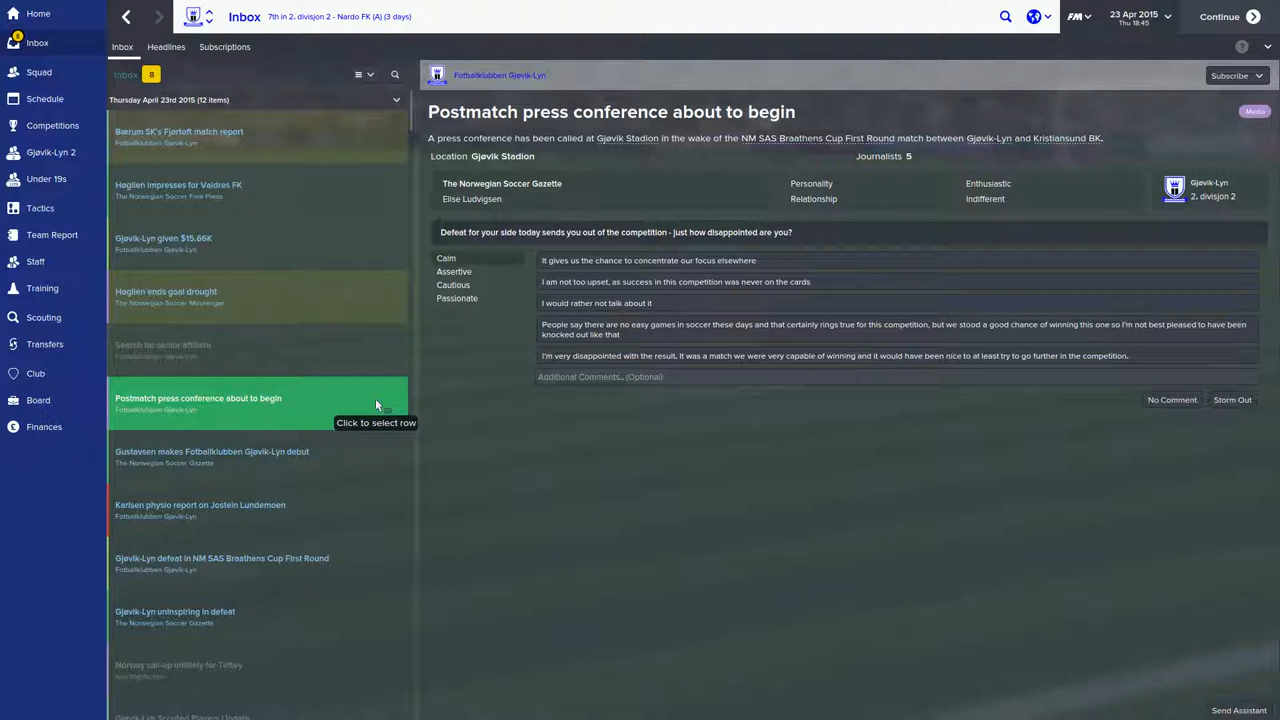 Home
8
Inbox
Squad
Schedule
Competitions
Gjøvik-Lyn 2
Under 19s
Tactics
Team Report
Staff
Training
Scouting
Transfers
Club
Board
Finances
Inbox 7th in 2. divisjon 2 - Nardo FK (A) (3 days)
FM
23 Apr 2015
Thu 18:45
Continue
Inbox Headlines Subscriptions
?
Inbox 8
Thursday April 23rd 2015 (12 items)
Bærum SK's Fjørtoft match report
Fotballklubben Gjøvik-Lyn
Høglien impresses for Valdres FK
The Norwegian Soccer Free Press
Gjøvik-Lyn given $15.66K
Fotballklubben Gjøvik-Lyn
Høglien ends goal drought
The Norwegian Soccer Messenger
Search for senior affiliate
Fotballklubben Gjøvik-Lyn
Postmatch press conference about to begin
Fotballklubben Gjøvik-Lyn
Click to select row
Gustavsen makes Fotballklubben Gjøvik-Lyn debut
The Norwegian Soccer Gazette
Karlsen physio report on Jostein Lundemoen
Fotballklubben Gjøvik-Lyn
Gjøvik-Lyn defeat in NM SAS Braathens Cup First Round
Fotballklubben Gjøvik-Lyn
Gjøvik-Lyn uninspiring in defeat
The Norwegian Soccer Gazette
Norway call-up unlikely for Tettey
Gjøvik-Lyn Scouted Players Update
Fotballklubben Gjøvik-Lyn
Subscribe
Postmatch press conference about to begin
Media
A press conference has been called at Gjøvik Stadion in the wake of the NM SAS Braathens Cup First Round match between Gjøvik-Lyn and Kristiansund BK.
Location Gjøvik Stadion Journalists 5
The Norwegian Soccer Gazette Personality Enthusiastic Gjøvik-Lyn
Elise Ludvigsen Relationship Indifferent 2. divisjon 2
Defeat for your side today sends you out of the competition - just how disappointed are you?
Calm
Assertive
Cautious
Passionate
It gives us the chance to concentrate our focus elsewhere
I am not too upset, as success in this competition was never on the cards
I would rather not talk about it
People say there are no easy games in soccer these days and that certainly rings true for this competition, but we stood a good chance of winning this one so I'm not best pleased to have been
knocked out like that
I'm very disappointed with the result. It was a match we were very capable of winning and it would have been nice to at least try to go further in the competition.
Additional Comments... (Optional)
No Comment Storm Out
Send Assistant